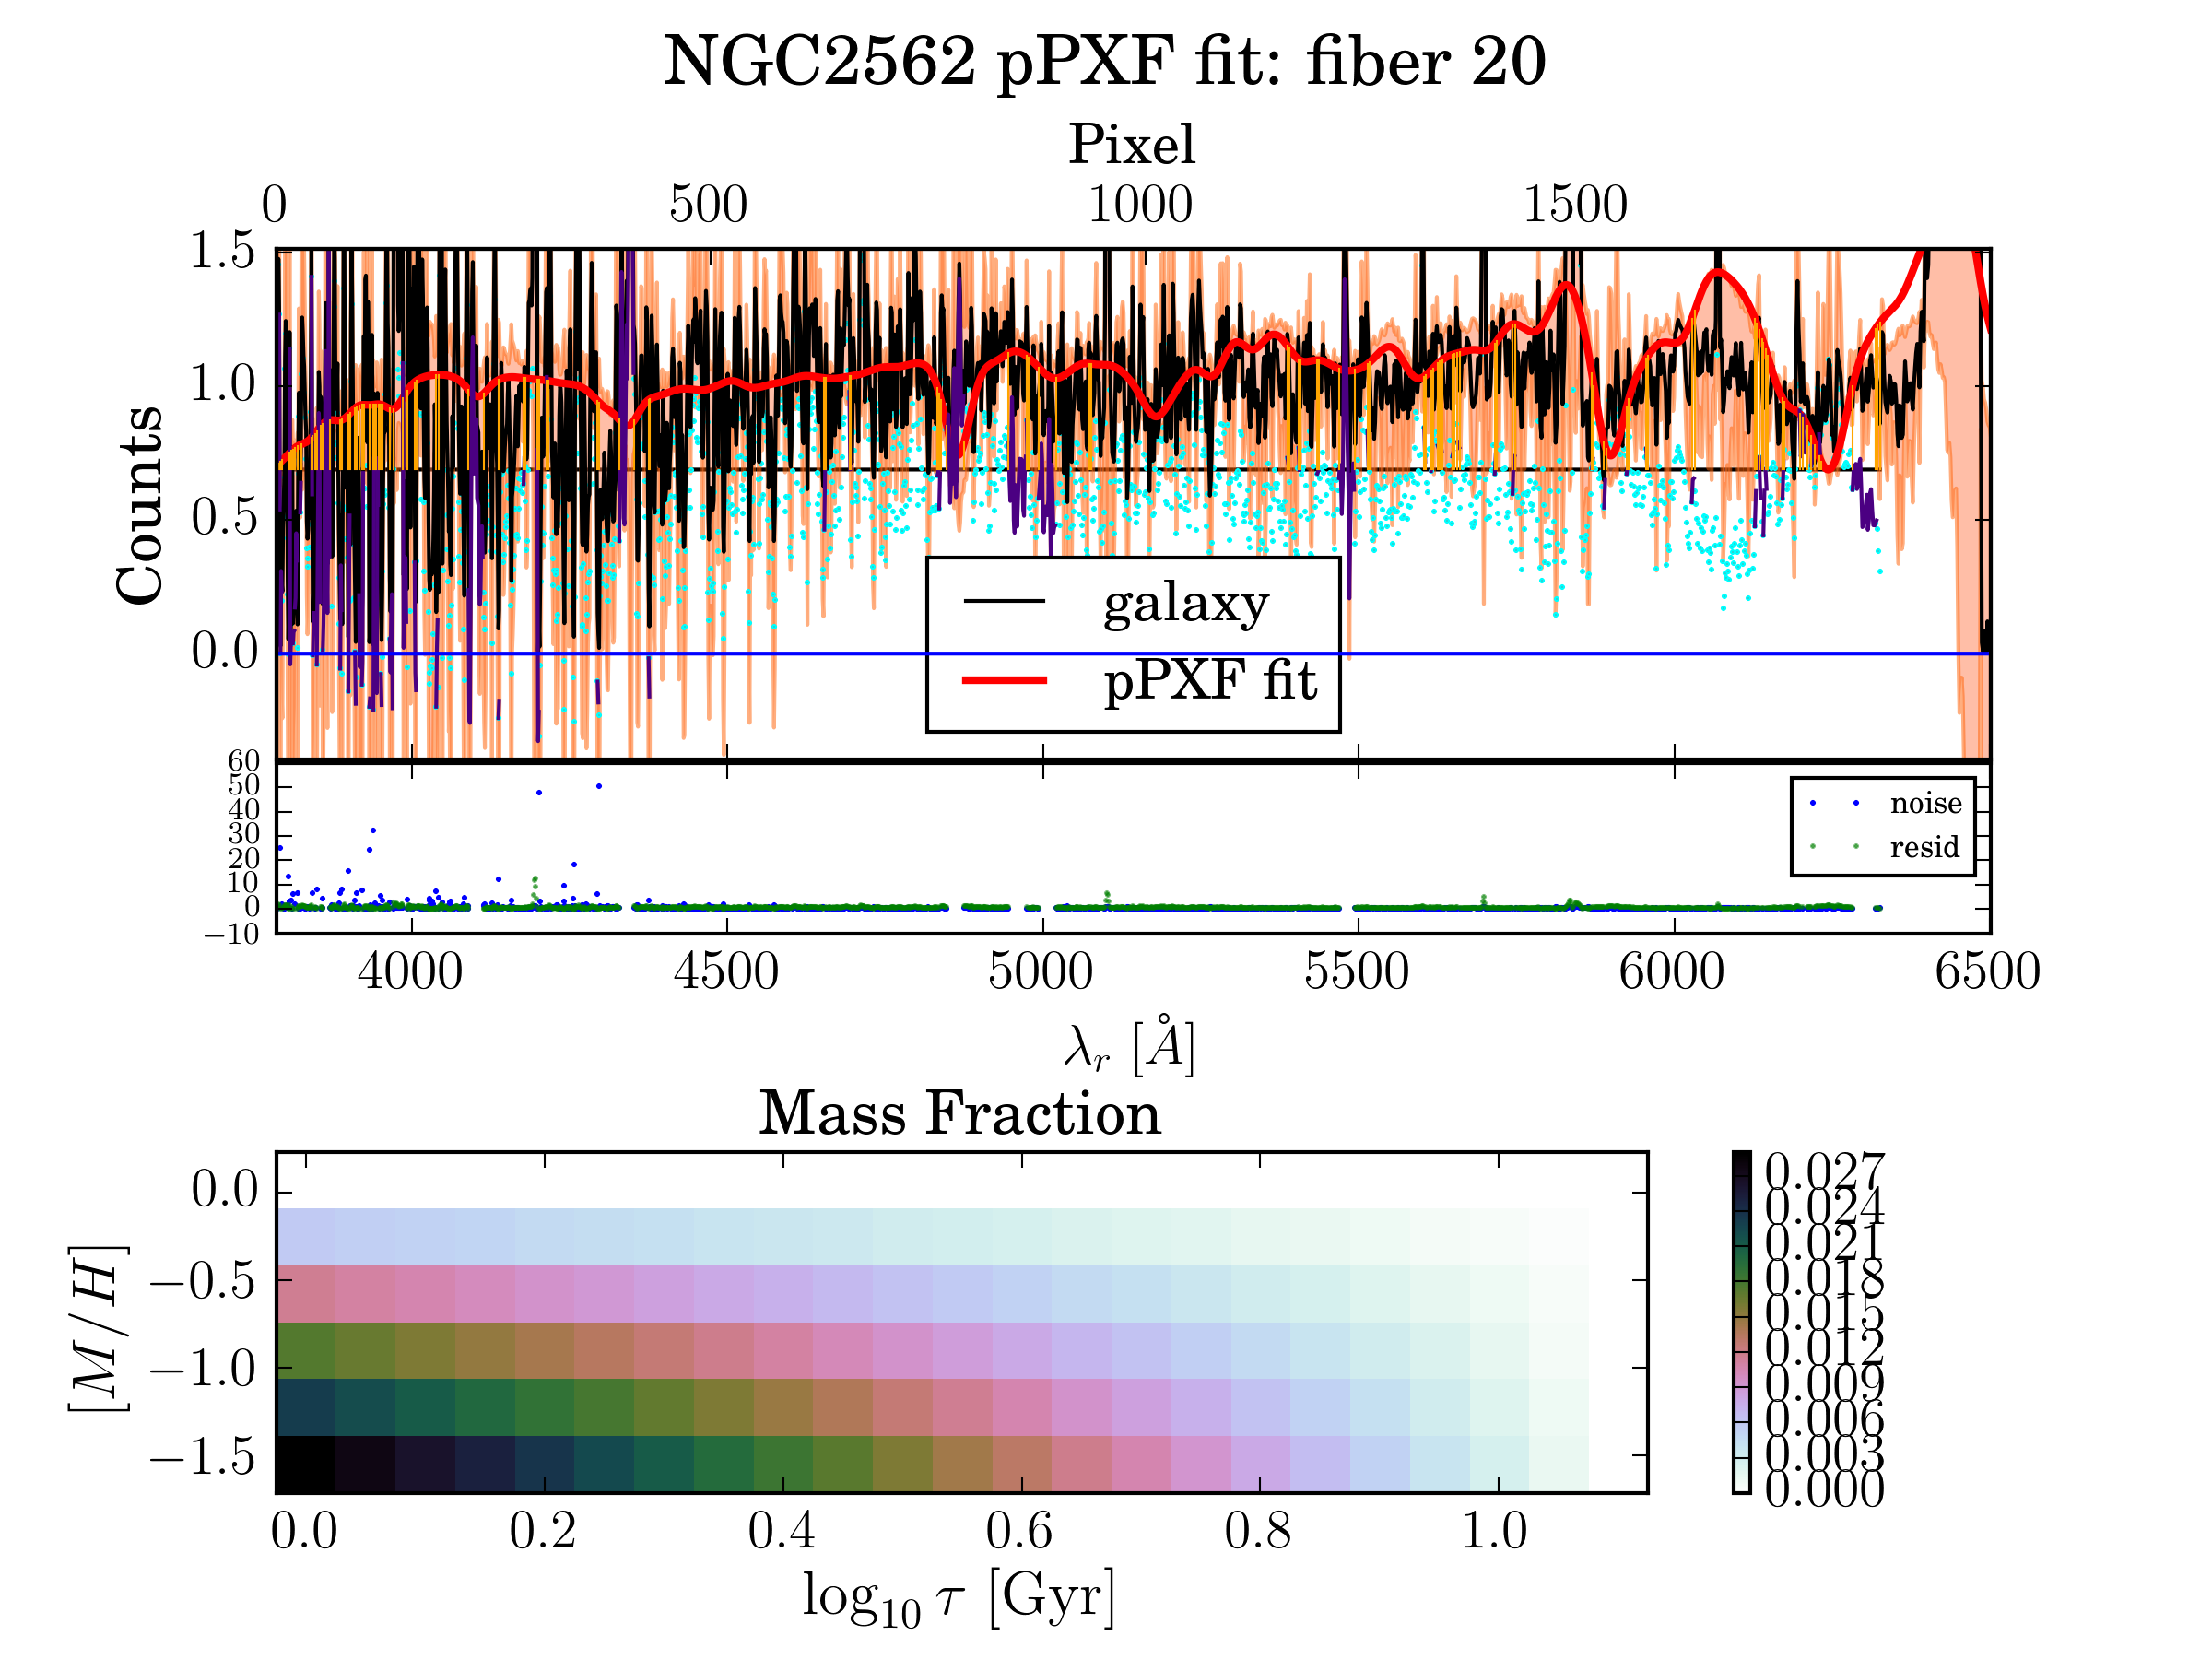 NGC2562 pPXF fit: fiber 20
Pixel
0 500 1000 1500
Counts
1.5
1.0
0.5
0.0
galaxy
pPXF fit
60
50
40
30
20
10
0
−10
noise
resid
4000 4500 5000 5500 6000 6500
λr [Å]
Mass Fraction
[M/H]
0.0
−0.5
−1.0
−1.5
0.0 0.2 0.4 0.6 0.8 1.0
log10 τ [Gyr]
0.027
0.024
0.021
0.018
0.015
0.012
0.009
0.006
0.003
0.000